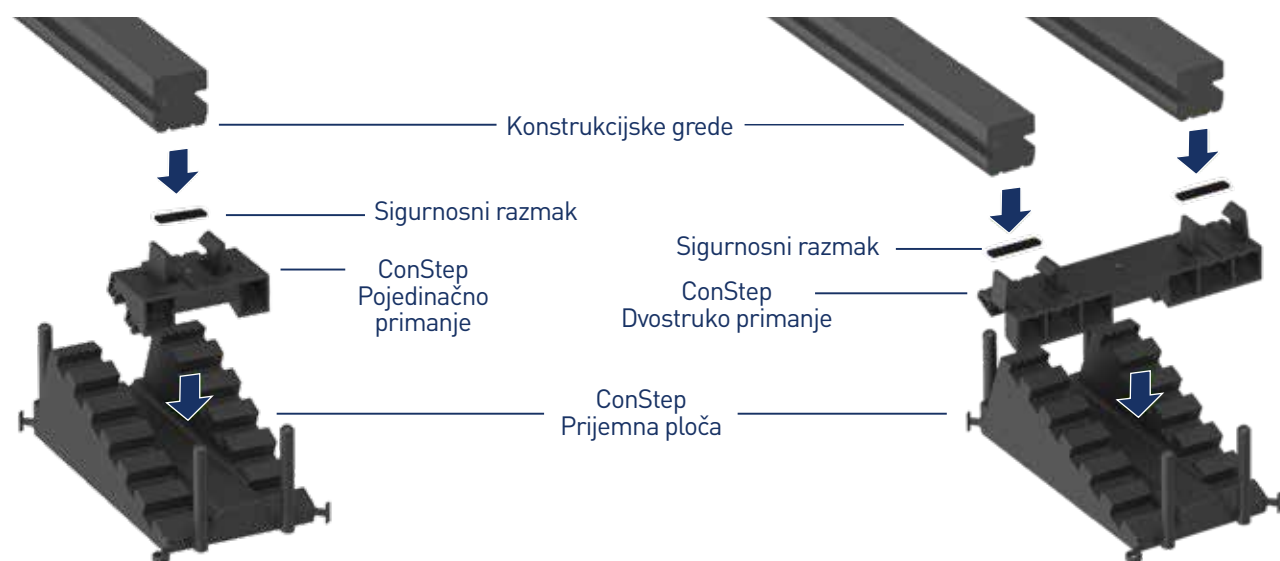 Konstrukcijske grede
Sigurnosni razmak
ConStep
Pojedinačno
primanje
Sigurnosni razmak
ConStep
Dvostruko primanje
ConStep
Prijemna ploča